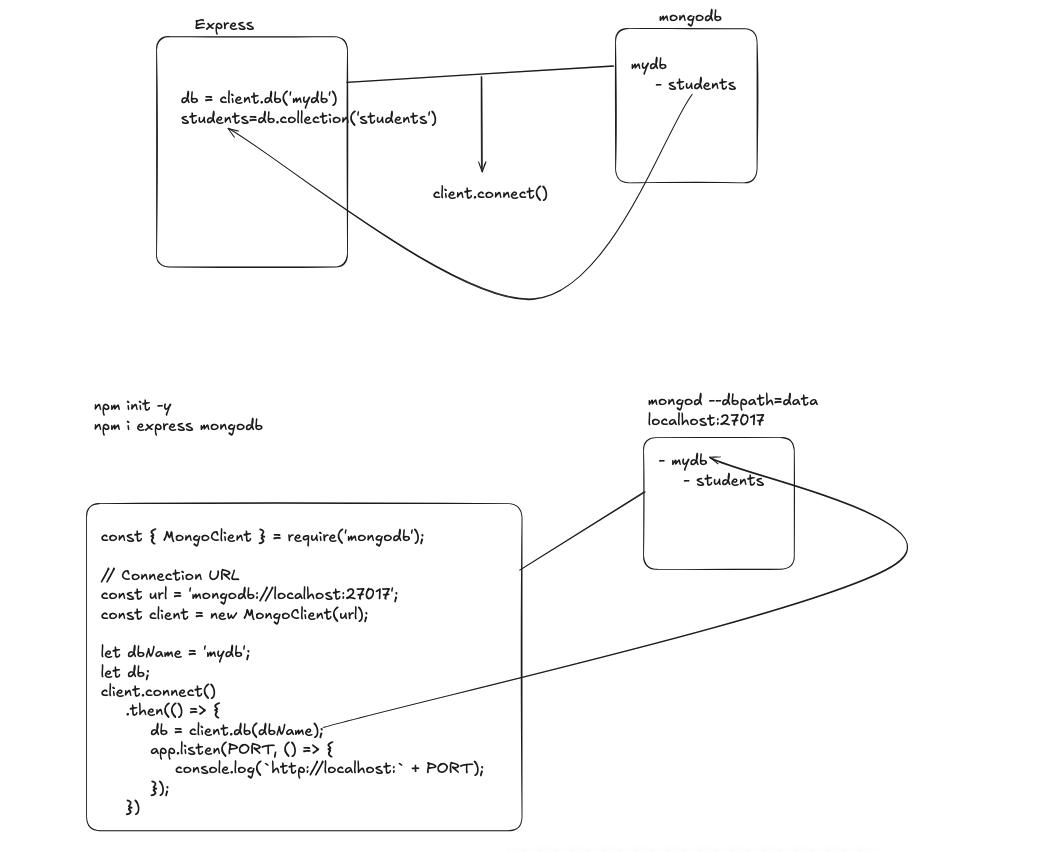 Express
mongodb
db = client.db('mydb')
students=db.collection('students')
mydb
- students
client.connect()
npm init -y
npm i express mongodb
mongod --dbpath=data
localhost:27017
- mydb
- students
const { MongoClient } = require('mongodb');
// Connection URL
const url = 'mongodb://localhost:27017';
const client = new MongoClient(url);
let dbName = 'mydb';
let db;
client.connect()
.then(() => {
db = client.db(dbName);
app.listen(PORT, () => {
console.log(`http://localhost:` + PORT);
});
})